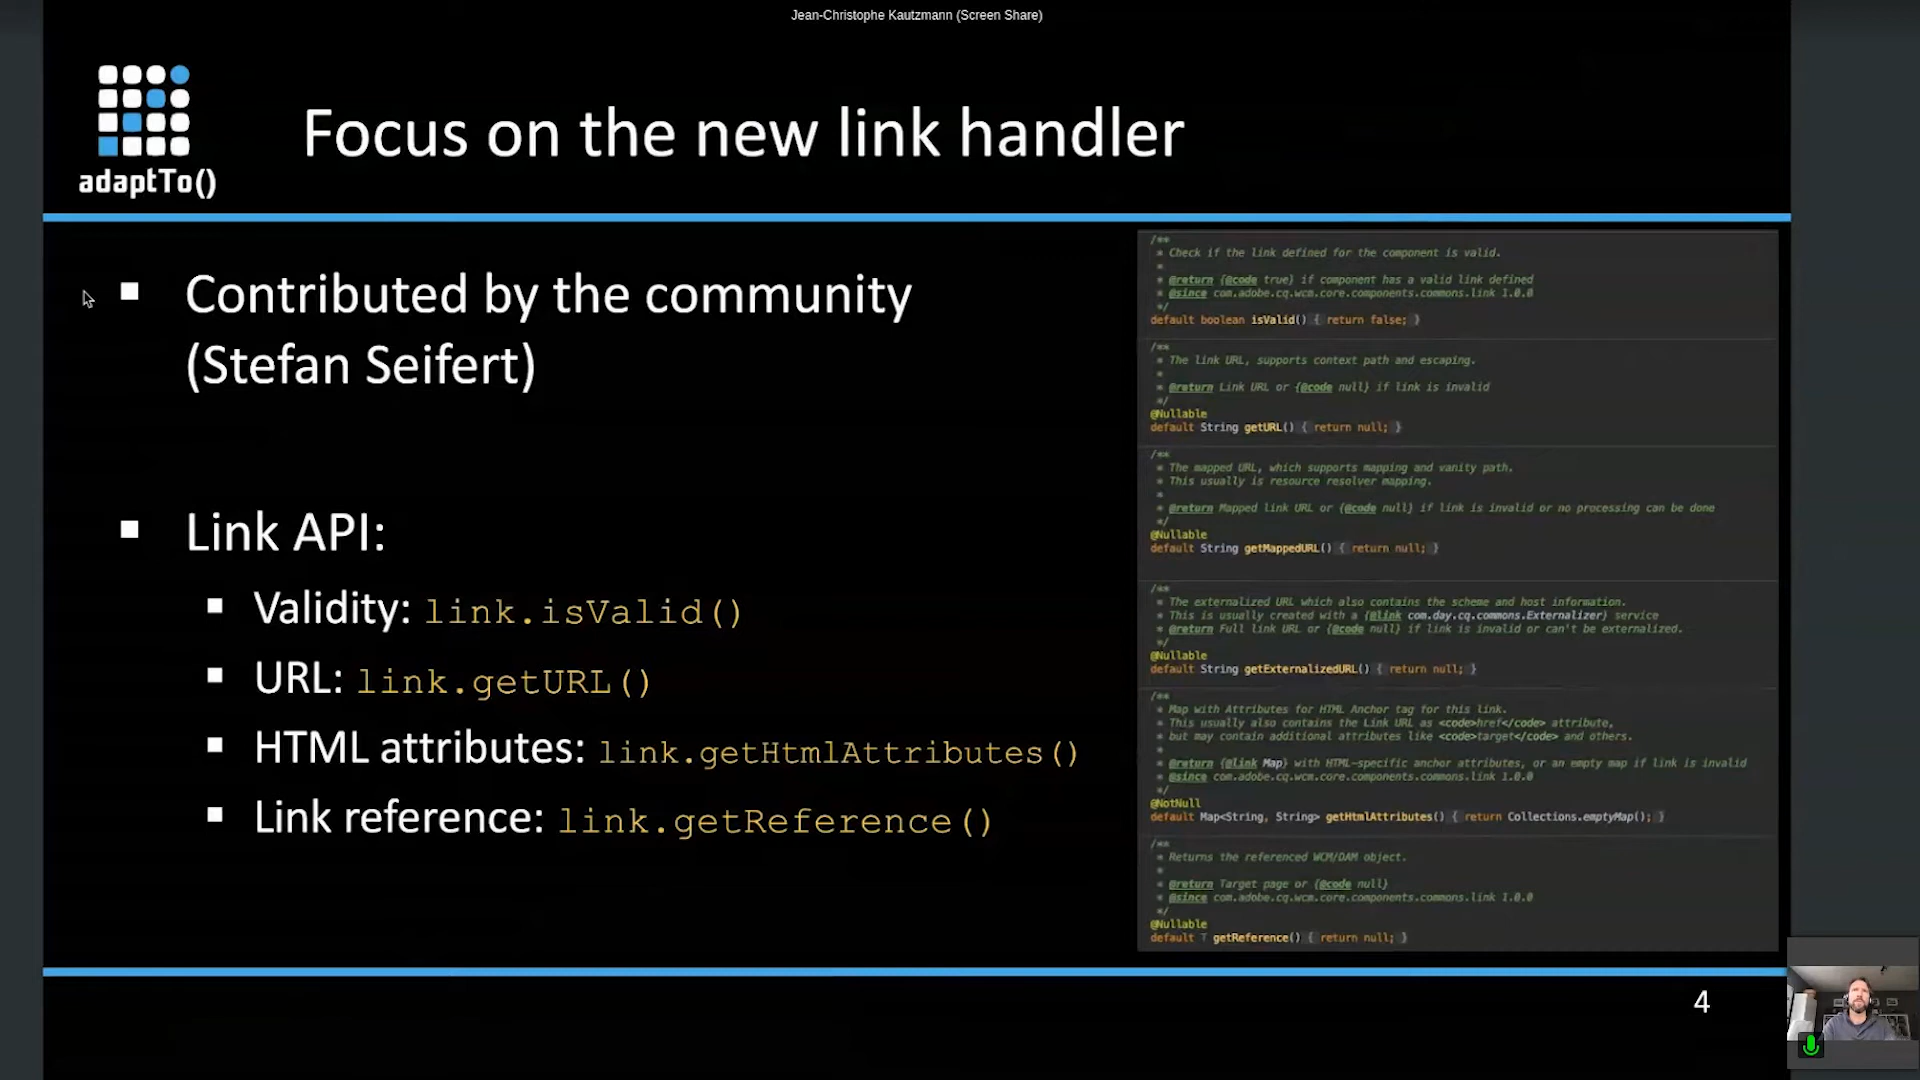 Jean-Christophe Kautzmann (Screen Share)
adaptTo()
Focus on the new link handler
Contributed by the community
(Stefan Seifert)
Link API:
Validity: link.isValid()
URL: link.getURL()
HTML attributes: link.getHtmlAttributes()
Link reference: link.getReference()
/**
* Check if the link defined for the component is valid.
*
* @return {@code true} if component has a valid link defined
* @since com.adobe.cq.wcm.core.components.commons.link 1.0.0
*/
default boolean isValid() { return false; }
/**
* The link URL, supports context path and escaping.
*
* @return Link URL or {@code null} if link is invalid
*/
@Nullable
default String getURL() { return null; }
/**
* The mapped URL, which supports mapping and vanity path.
* This usually is resource resolver mapping.
*
* @return Mapped link URL or {@code null} if link is invalid or no processing can be done
*/
@Nullable
default String getMappedURL() { return null; }
/**
* The externalized URL which also contains the scheme and host information.
* This is usually created with a {@link com.day.cq.commons.Externalizer} service
* @return Full link URL or {@code null} if link is invalid or can't be externalized.
*/
@Nullable
default String getExternalizedURL() { return null; }
/**
* Map with Attributes for HTML Anchor tag for this link.
* This usually also contains the Link URL as <code>href</code> attribute,
* but may contain additional attributes like <code>target</code> and others.
*
* @return {@link Map} with HTML-specific anchor attributes, or an empty map if link is invalid
* @since com.adobe.cq.wcm.core.components.commons.link 1.0.0
*/
@NotNull
default Map<String, String> getHtmlAttributes() { return Collections.emptyMap(); }
/**
* Returns the referenced WCM/DAM object.
*
* @return Target page or {@code null}
* @since com.adobe.cq.wcm.core.components.commons.link 1.0.0
*/
@Nullable
default T getReference() { return null; }
4